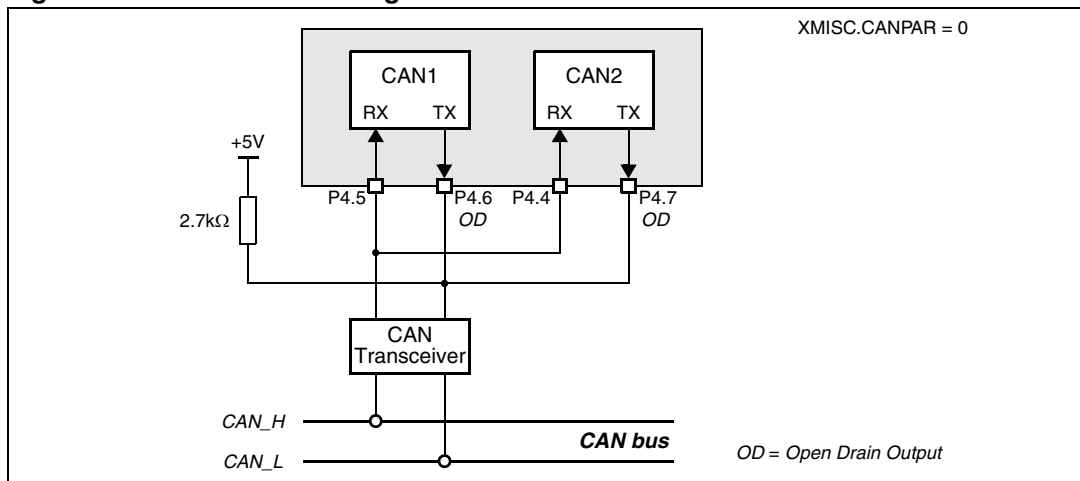 XMISC.CANPAR = 0
CAN1
CAN2
RX TX
RX TX
+5V
P4.5
P4.6
P4.4
P4.7
OD
OD
2.7kΩ
CAN
Transceiver
CAN_H
CAN bus
CAN_L
OD = Open Drain Output